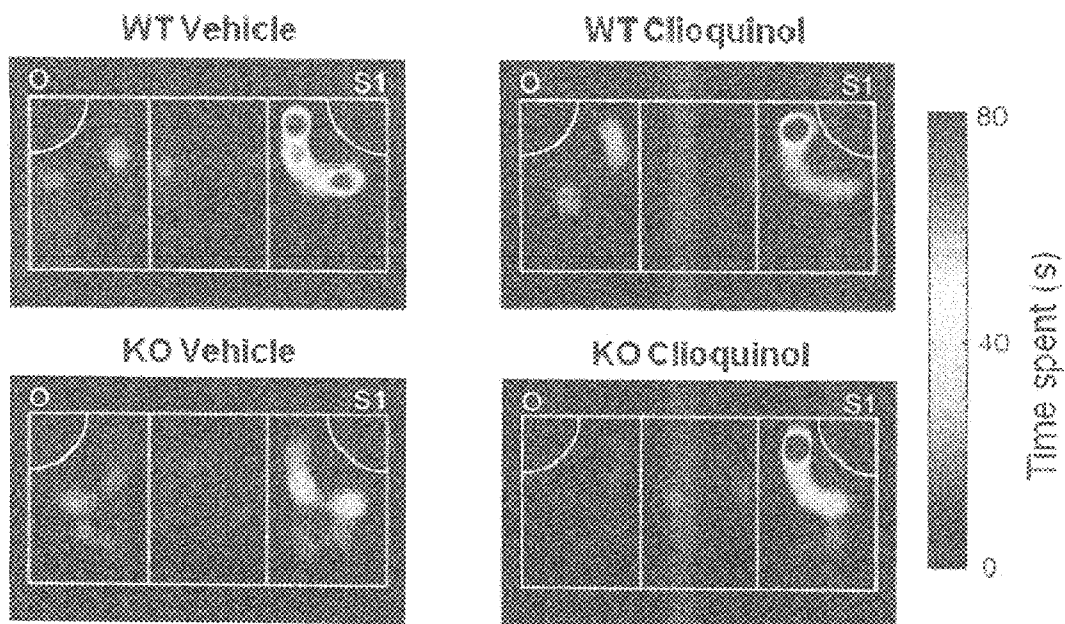 WT Vehicle
WT Clioquinol
O
S1
O
S1
80
40
0
Time spent (s)
KO Vehicle
KO Clioquinol
O
S1
O
S1